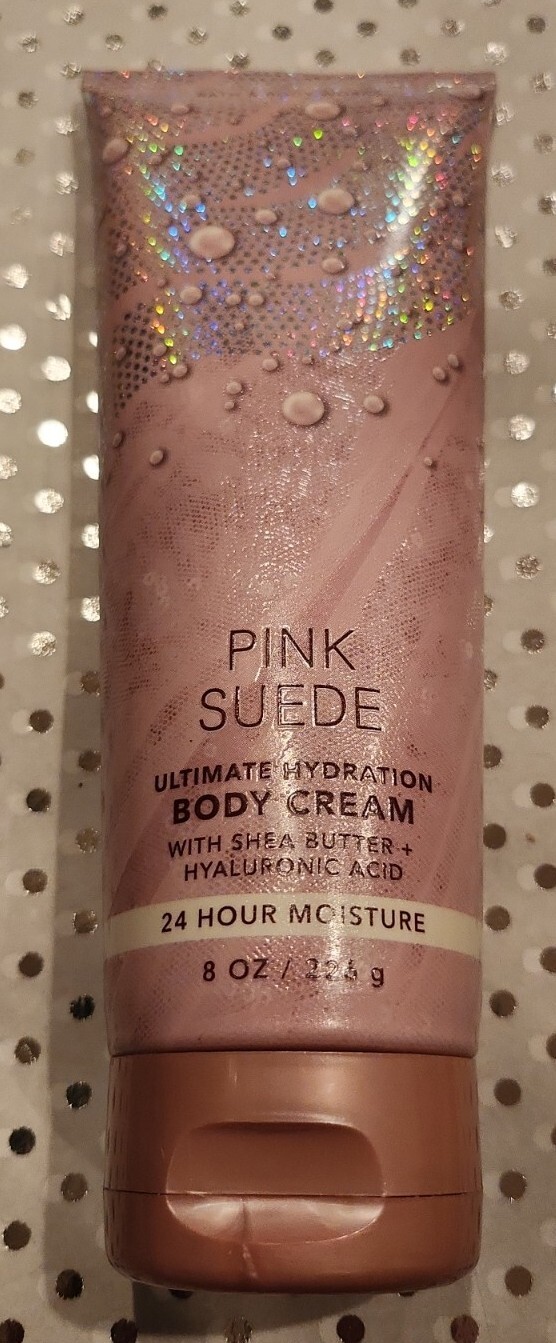 PINK
SUEDE
ULTIMATE HYDRATION
BODY CREAM
WITH SHEA BUTTER +
HYALURONIC ACID
24 HOUR MOISTURE
8 OZ / 226 g